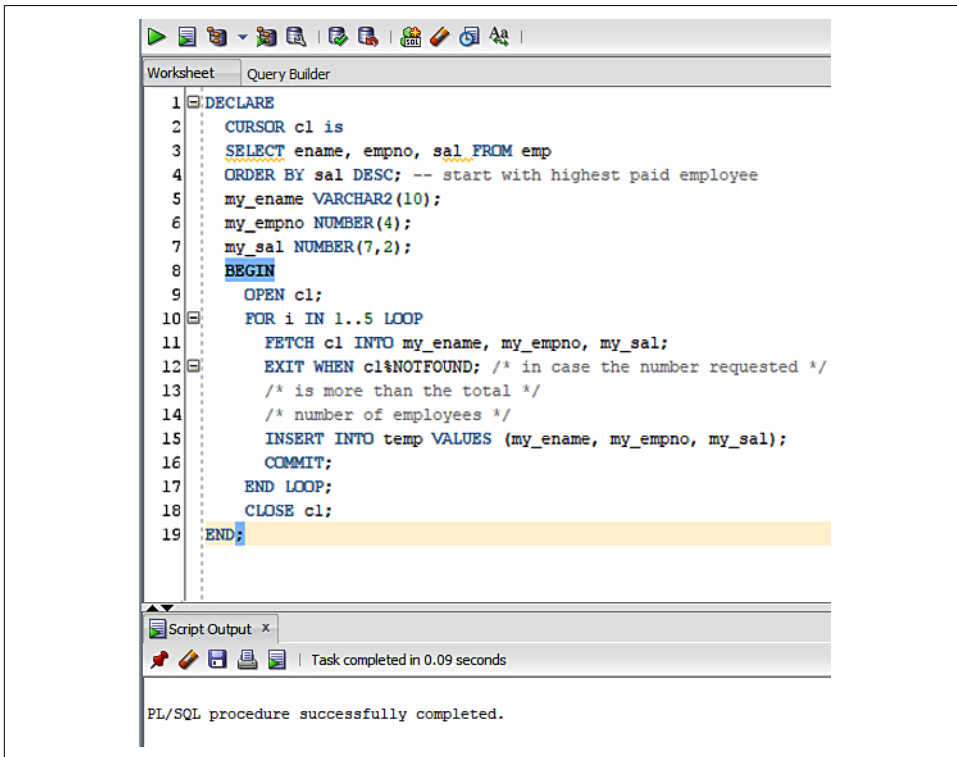 Worksheet Query Builder
1 DECLARE
2 CURSOR c1 is
3 SELECT ename, empno, sal FROM emp
4 ORDER BY sal DESC; -- start with highest paid employee
5 my_ename VARCHAR2(10);
6 my_empno NUMBER(4);
7 my_sal NUMBER(7,2);
8 BEGIN
9 OPEN c1;
10 FOR i IN 1..5 LOOP
11 FETCH c1 INTO my_ename, my_empno, my_sal;
12 EXIT WHEN c1%NOTFOUND; /* in case the number requested */
13 /* is more than the total */
14 /* number of employees */
15 INSERT INTO temp VALUES (my_ename, my_empno, my_sal);
16 COMMIT;
17 END LOOP;
18 CLOSE c1;
19 END;
Script Output x
Task completed in 0.09 seconds
PL/SQL procedure successfully completed.